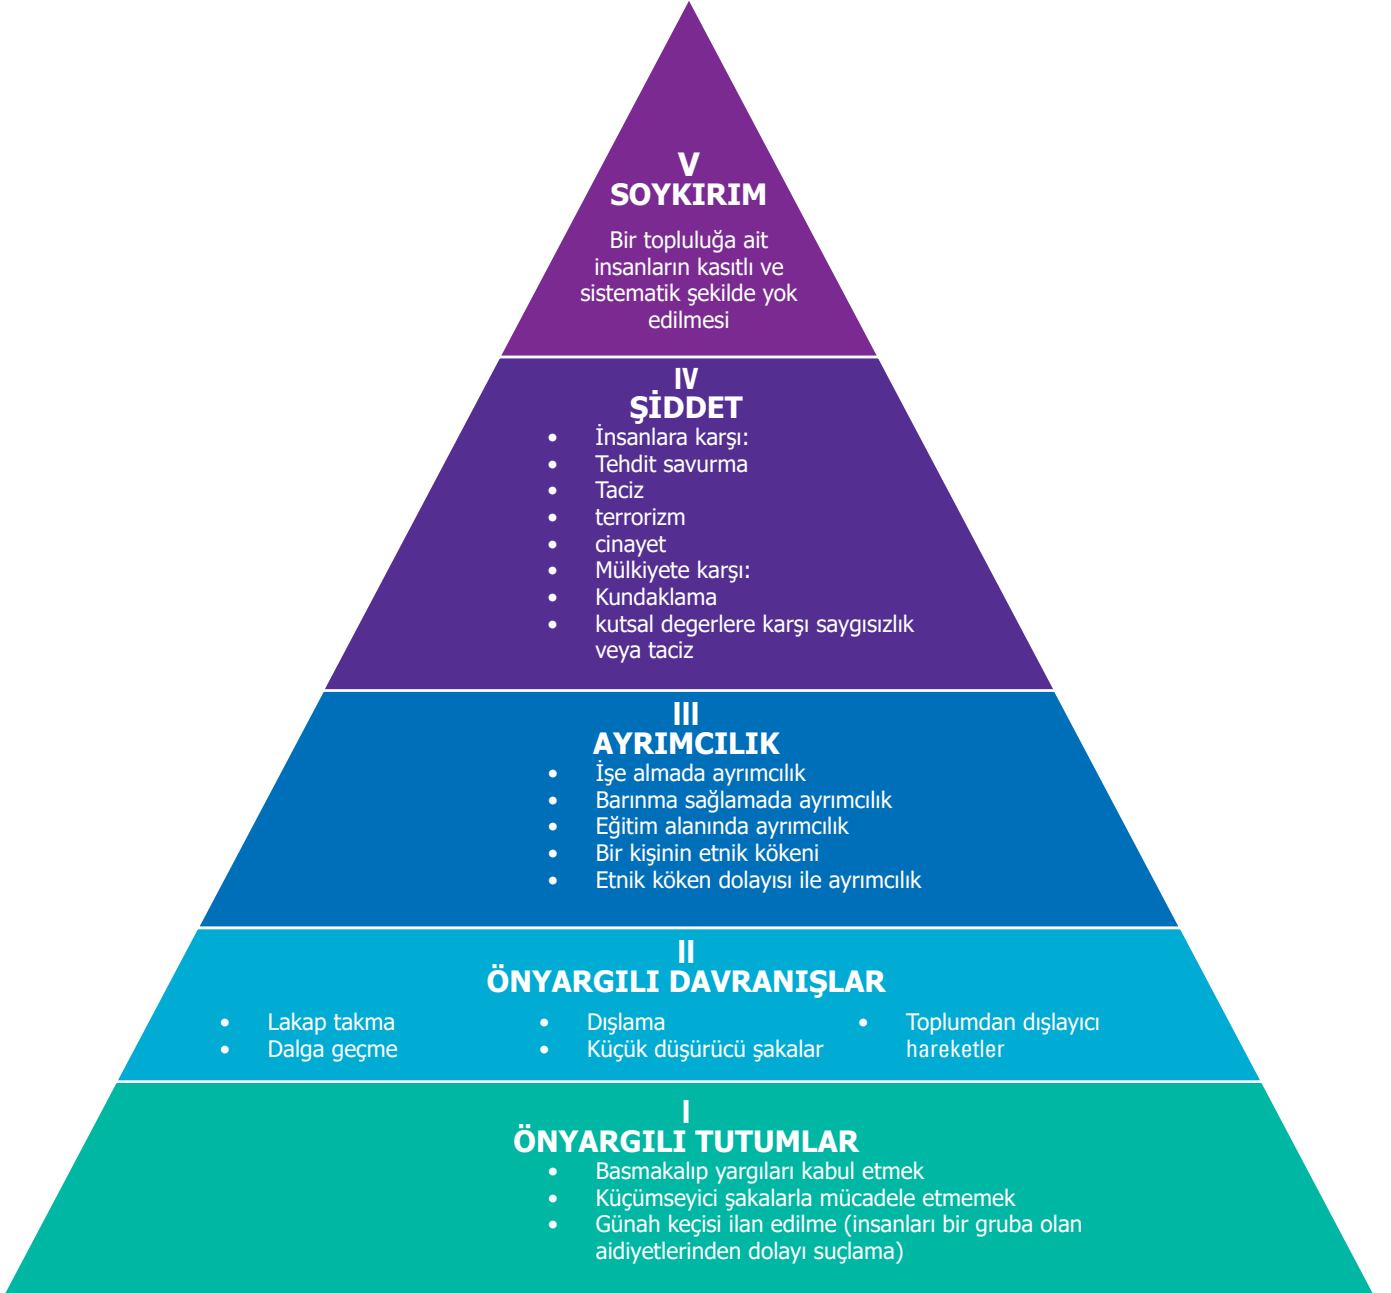 V
SOYKIRIM
Bir topluluğa ait
insanların kasıtlı ve
sistematik şekilde yok
edilmesi
IV
ŞİDDET
• İnsanlara karşı:
• Tehdit savurma
• Taciz
• terrorizm
• cinayet
• Mülkiyete karşı:
• Kundaklama
• kutsal degerlere karşı saygısızlık
veya taciz
III
AYRIMCILIK
• İşe almada ayrımcılık
• Barınma sağlamada ayrımcılık
• Eğitim alanında ayrımcılık
• Bir kişinin etnik kökeni
• Etnik köken dolayısı ile ayrımcılık
II
ÖNYARGILI DAVRANIŞLAR
• Lakap takma
• Dalga geçme
• Dışlama
• Küçük düşürücü şakalar
• Toplumdan dışlayıcı
hareketler
I
ÖNYARGILI TUTUMLAR
• Basmakalıp yargıları kabul etmek
• Küçümseyici şakalarla mücadele etmemek
• Günah keçisi ilan edilme (insanları bir gruba olan
aidiyetlerinden dolayı suçlama)